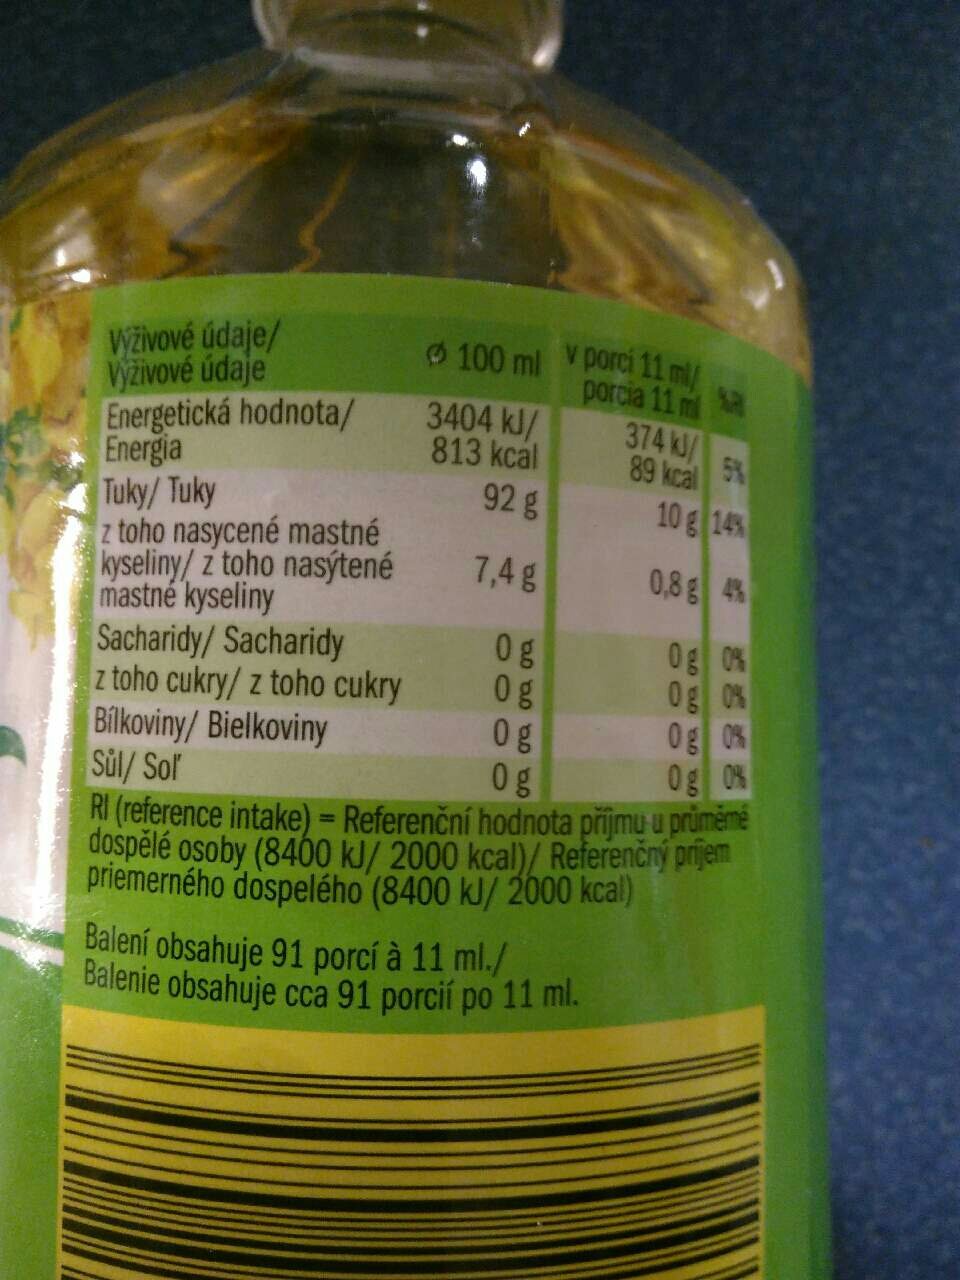 Výživové údaje/
Výživové údaje
Ø 100 ml
v porci 11 ml/
porcia 11 ml
%RI
Energetická hodnota/
Energia
3404 kJ/
813 kcal
374 kJ/
89 kcal
5%
Tuky/ Tuky
92 g
10 g
14%
z toho nasycené mastné
kyseliny/ z toho nasýtené
mastné kyseliny
7,4 g
0,8 g
4%
Sacharidy/ Sacharidy
0 g
0 g
0%
z toho cukry/ z toho cukry
0 g
0 g
0%
Bílkoviny/ Bielkoviny
0 g
0 g
0%
Sůl/ Soľ
0 g
0 g
0%
RI (reference intake) = Referenční hodnota příjmu u průměrné
dospělé osoby (8400 kJ/ 2000 kcal)/ Referenčný príjem
priemerného dospelého (8400 kJ/ 2000 kcal)
Balení obsahuje 91 porcí à 11 ml./
Balenie obsahuje cca 91 porcií po 11 ml.